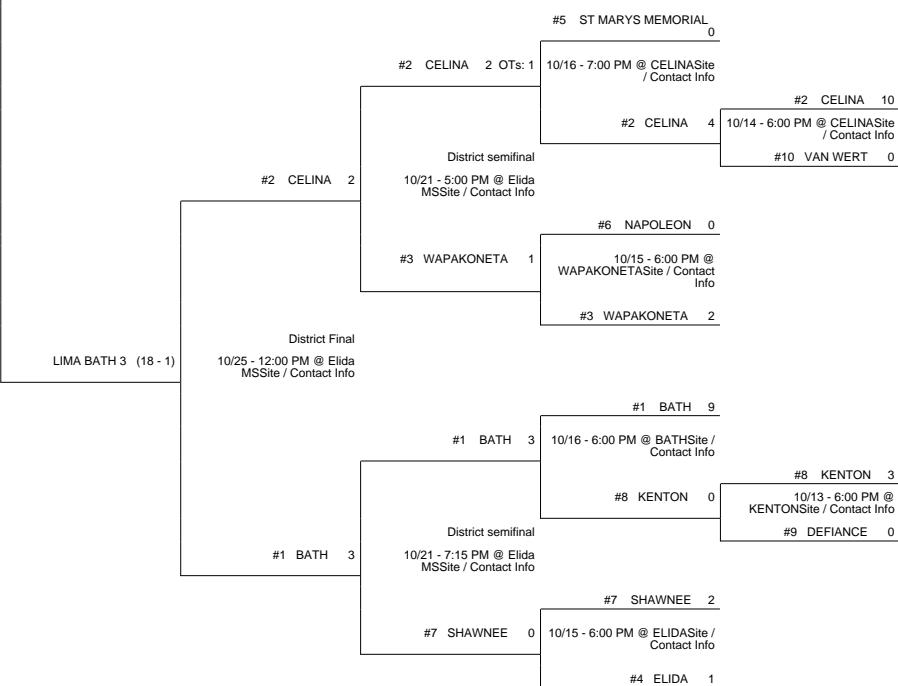 #5 ST MARYS MEMORIAL
0
#2 CELINA 2 OTs: 1
10/16 - 7:00 PM @ CELINASite
/ Contact Info
#2 CELINA 10
#2 CELINA 4
10/14 - 6:00 PM @ CELINASite
/ Contact Info
#10 VAN WERT 0
District semifinal
#2 CELINA 2
10/21 - 5:00 PM @ Elida
MSSite / Contact Info
#6 NAPOLEON 0
#3 WAPAKONETA 1
10/15 - 6:00 PM @
WAPAKONETASite / Contact
Info
#3 WAPAKONETA 2
District Final
LIMA BATH 3 (18 - 1)
10/25 - 12:00 PM @ Elida
MSSite / Contact Info
#1 BATH 9
#1 BATH 3
10/16 - 6:00 PM @ BATHSite /
Contact Info
#8 KENTON 3
#8 KENTON 0
10/13 - 6:00 PM @
KENTONSite / Contact Info
#9 DEFIANCE 0
District semifinal
#1 BATH 3
10/21 - 7:15 PM @ Elida
MSSite / Contact Info
#7 SHAWNEE 2
#7 SHAWNEE 0
10/15 - 6:00 PM @ ELIDASite /
Contact Info
#4 ELIDA 1